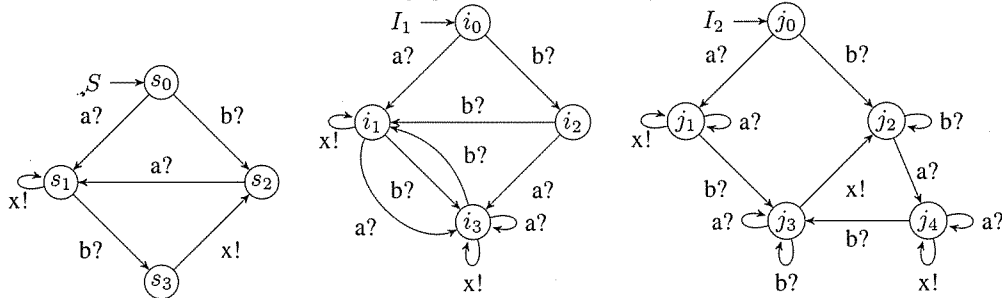 S s₀
a? b?
a?
x! s₁ s₂
b? x!
s₃
I₁ i₀
a? b?
b?
x! i₁ i₂
b?
b? a?
a? i₃ a?
x!
I₂ j₀
a? b?
x! j₁ a? j₂ b?
a?
b? x!
a? j₃ j₄ a?
b?
b? x!